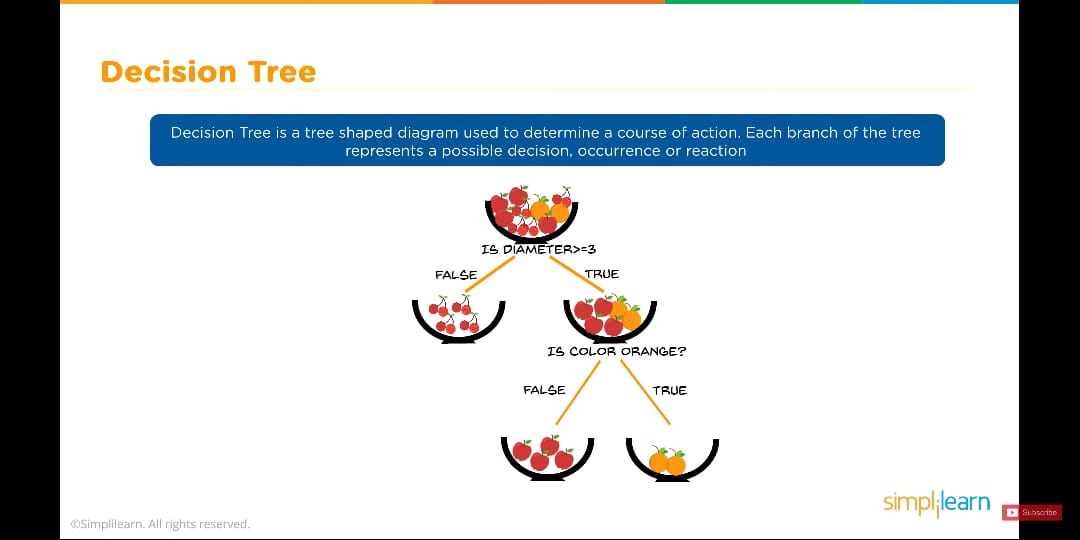 Decision Tree
Decision Tree is a tree shaped diagram used to determine a course of action. Each branch of the tree
represents a possible decision, occurrence or reaction
IS DIAMETER>=3
FALSE
TRUE
IS COLOR ORANGE?
FALSE
TRUE
simplilearn
Subscribe
©Simplilearn. All rights reserved.